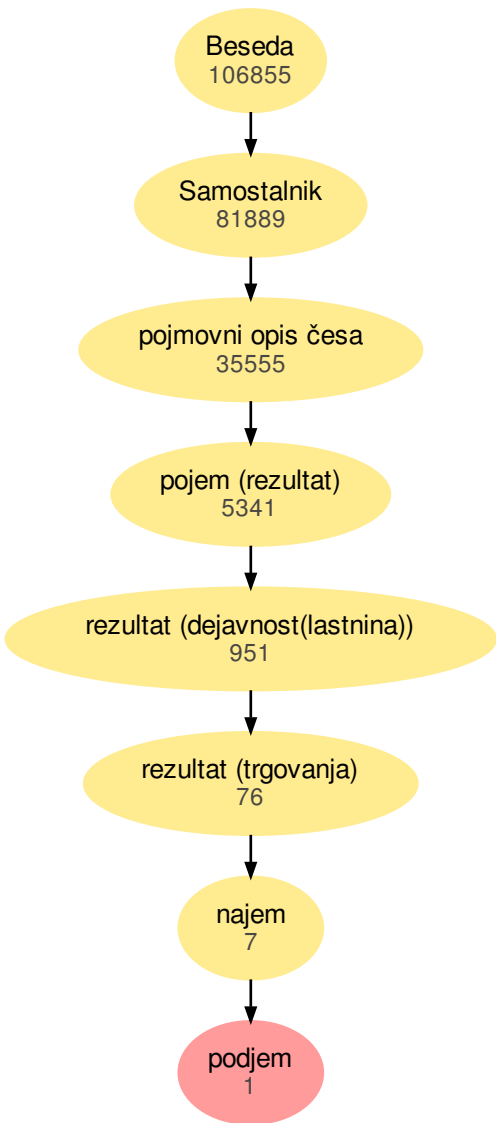 Beseda
106855
Samostalnik
81889
pojmovni opis česa
35555
pojem (rezultat)
5341
rezultat (dejavnost(lastnina))
951
rezultat (trgovanja)
76
najem
7
podjem
1